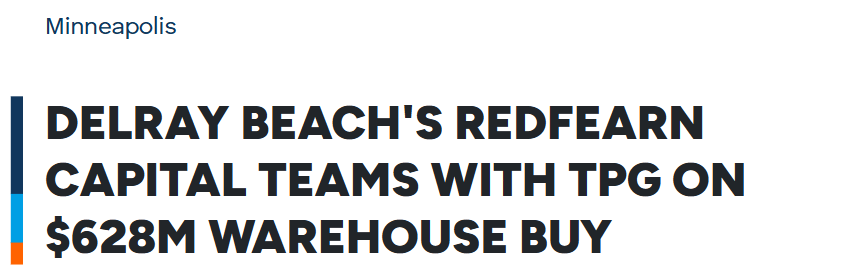 Minneapolis
DELRAY BEACH'S REDFEARN
CAPITAL TEAMS WITH TPG ON
$628M WAREHOUSE BUY